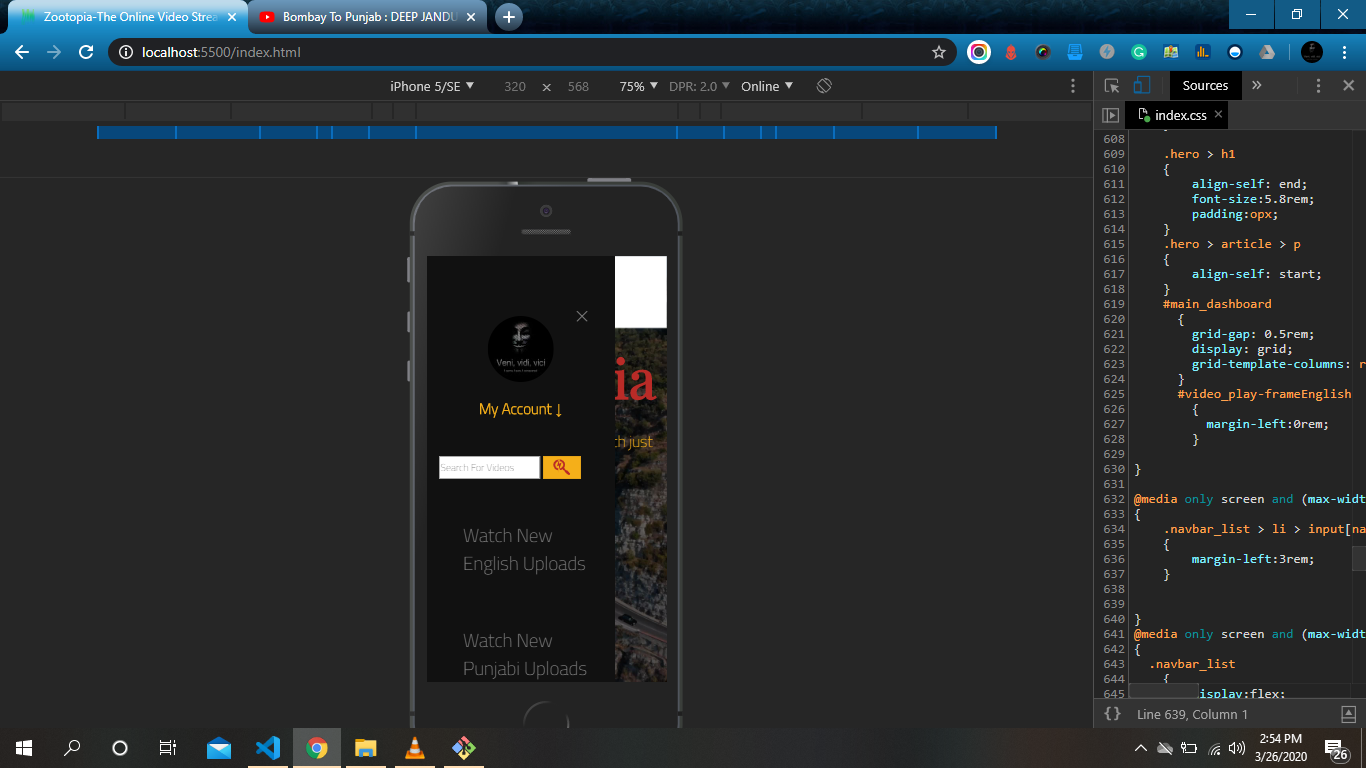 Zootopia-The Online Video Strea
Bombay To Punjab : DEEP JANDU
localhost:5500/index.html
iPhone 5/SE ▼ 320 × 568 75% ▼ DPR: 2.0 ▼ Online ▼
Sources »
index.css ×
Veni, vidi, vici
My Account ↓
Search For Videos
Watch New
English Uploads
Watch New
Punjabi Uploads
ia
ch just
608
609 .hero > h1
610 {
611 align-self: end;
612 font-size:5.8rem;
613 padding:opx;
614 }
615 .hero > article > p
616 {
617 align-self: start;
618 }
619 #main_dashboard
620 {
621 grid-gap: 0.5rem;
622 display: grid;
623 grid-template-columns: r
624 }
625 #video_play-frameEnglish
626 {
627 margin-left:0rem;
628 }
629
630 }
631
632 @media only screen and (max-widt
633 {
634 .navbar_list > li > input[na
635 {
636 margin-left:3rem;
637 }
638
639
640 }
641 @media only screen and (max-widt
642 {
643 .navbar_list
644 {
645 isplay:flex;
{} Line 639, Column 1
2:54 PM
3/26/2020
26